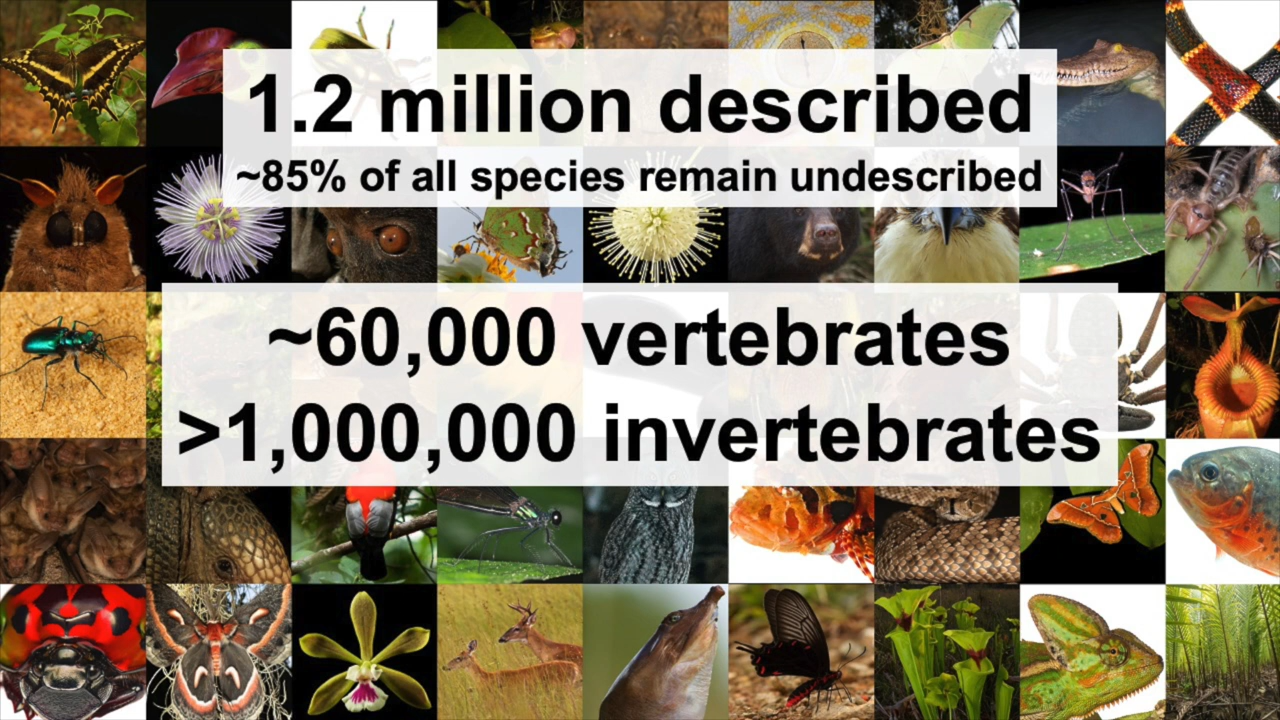 1.2 million described
~85% of all species remain undescribed
~60,000 vertebrates
>1,000,000 invertebrates